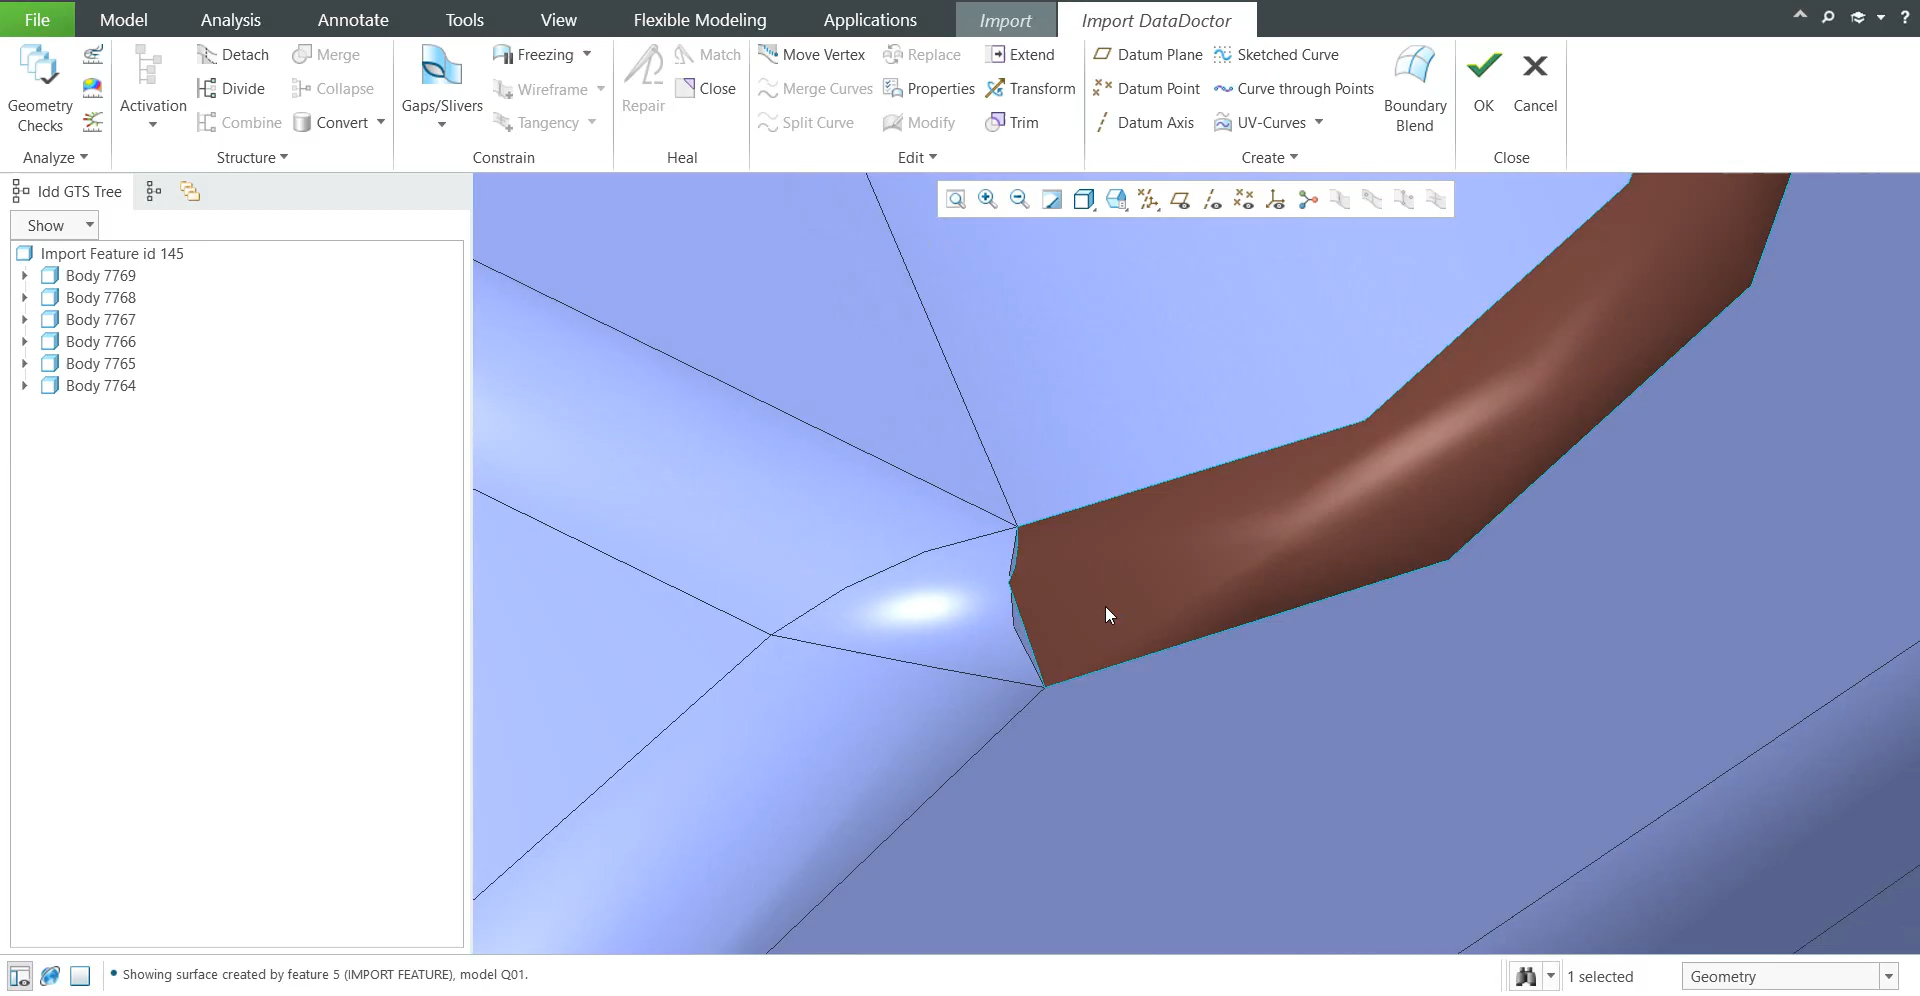 File Model Analysis Annotate Tools View Flexible Modeling Applications Import Import DataDoctor ?
Geometry Checks
Analyze
Activation
Detach Merge
Divide Collapse
Combine Convert
Structure
Gaps/Slivers
Freezing
Wireframe
Tangency
Constrain
Repair
Match
Close
Heal
Move Vertex Replace Extend
Merge Curves Properties Transform
Split Curve Modify Trim
Edit
Datum Plane Sketched Curve
Datum Point Curve through Points
Datum Axis UV-Curves
Boundary Blend
Create
OK Cancel
Close
Idd GTS Tree
Show
Import Feature id 145
Body 7769
Body 7768
Body 7767
Body 7766
Body 7765
Body 7764
• Showing surface created by feature 5 (IMPORT FEATURE), model Q01.
1 selected
Geometry